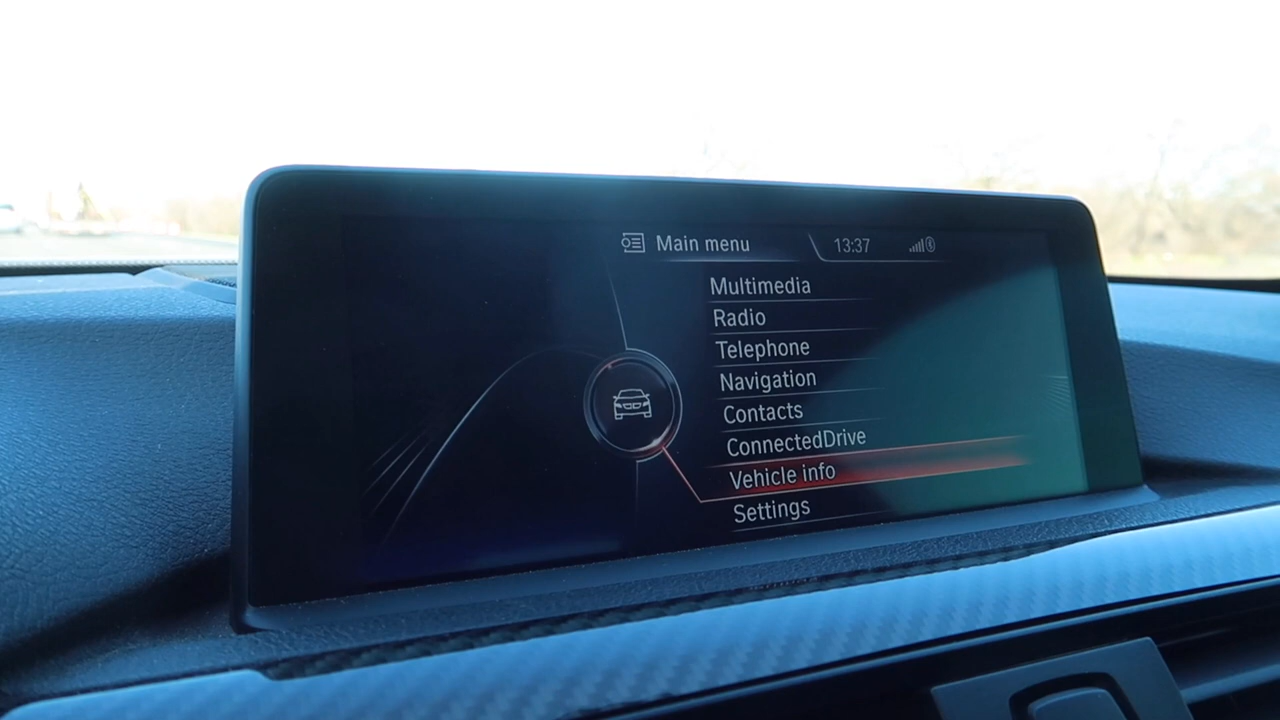 Main menu 13:37
Multimedia
Radio
Telephone
Navigation
Contacts
ConnectedDrive
Vehicle info
Settings